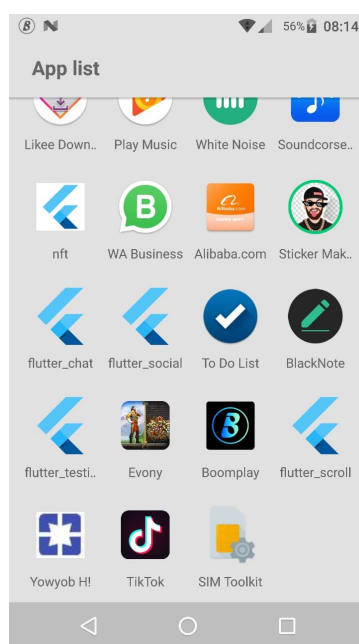 56% 08:14
App list
Likee Down.. Play Music White Noise Soundcorse..
nft WA Business Alibaba.com Sticker Mak..
flutter_chat flutter_social To Do List BlackNote
flutter_testi.. Evony Boomplay flutter_scroll
Yowyob H! TikTok SIM Toolkit